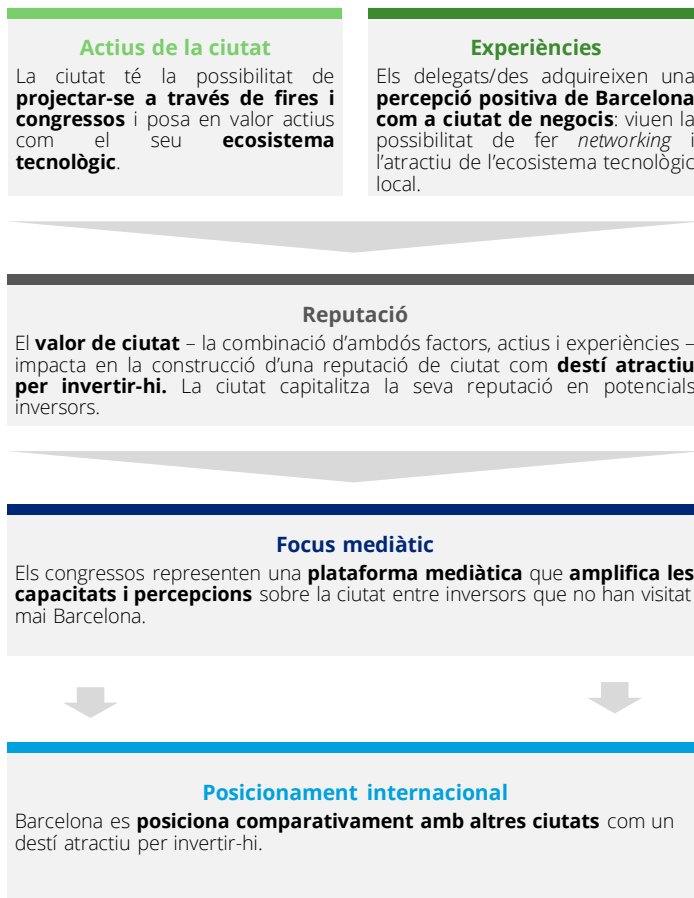 Actius de la ciutat
La ciutat té la possibilitat de
projectar-se a través de fires i
congressos i posa en valor actius
com el seu ecosistema
tecnològic.
Experiències
Els delegats/des adquireixen una
percepció positiva de Barcelona
com a ciutat de negocis: viuen la
possibilitat de fer networking i
l'atractiu de l'ecosistema tecnològic
local.
Reputació
El valor de ciutat – la combinació d'ambdós factors, actius i experiències –
impacta en la construcció d'una reputació de ciutat com destí atractiu
per invertir-hi. La ciutat capitalitza la seva reputació en potencials
inversors.
Focus mediàtic
Els congressos representen una plataforma mediàtica que amplifica les
capacitats i percepcions sobre la ciutat entre inversors que no han visitat
mai Barcelona.
Posicionament internacional
Barcelona es posiciona comparativament amb altres ciutats com un
destí atractiu per invertir-hi.